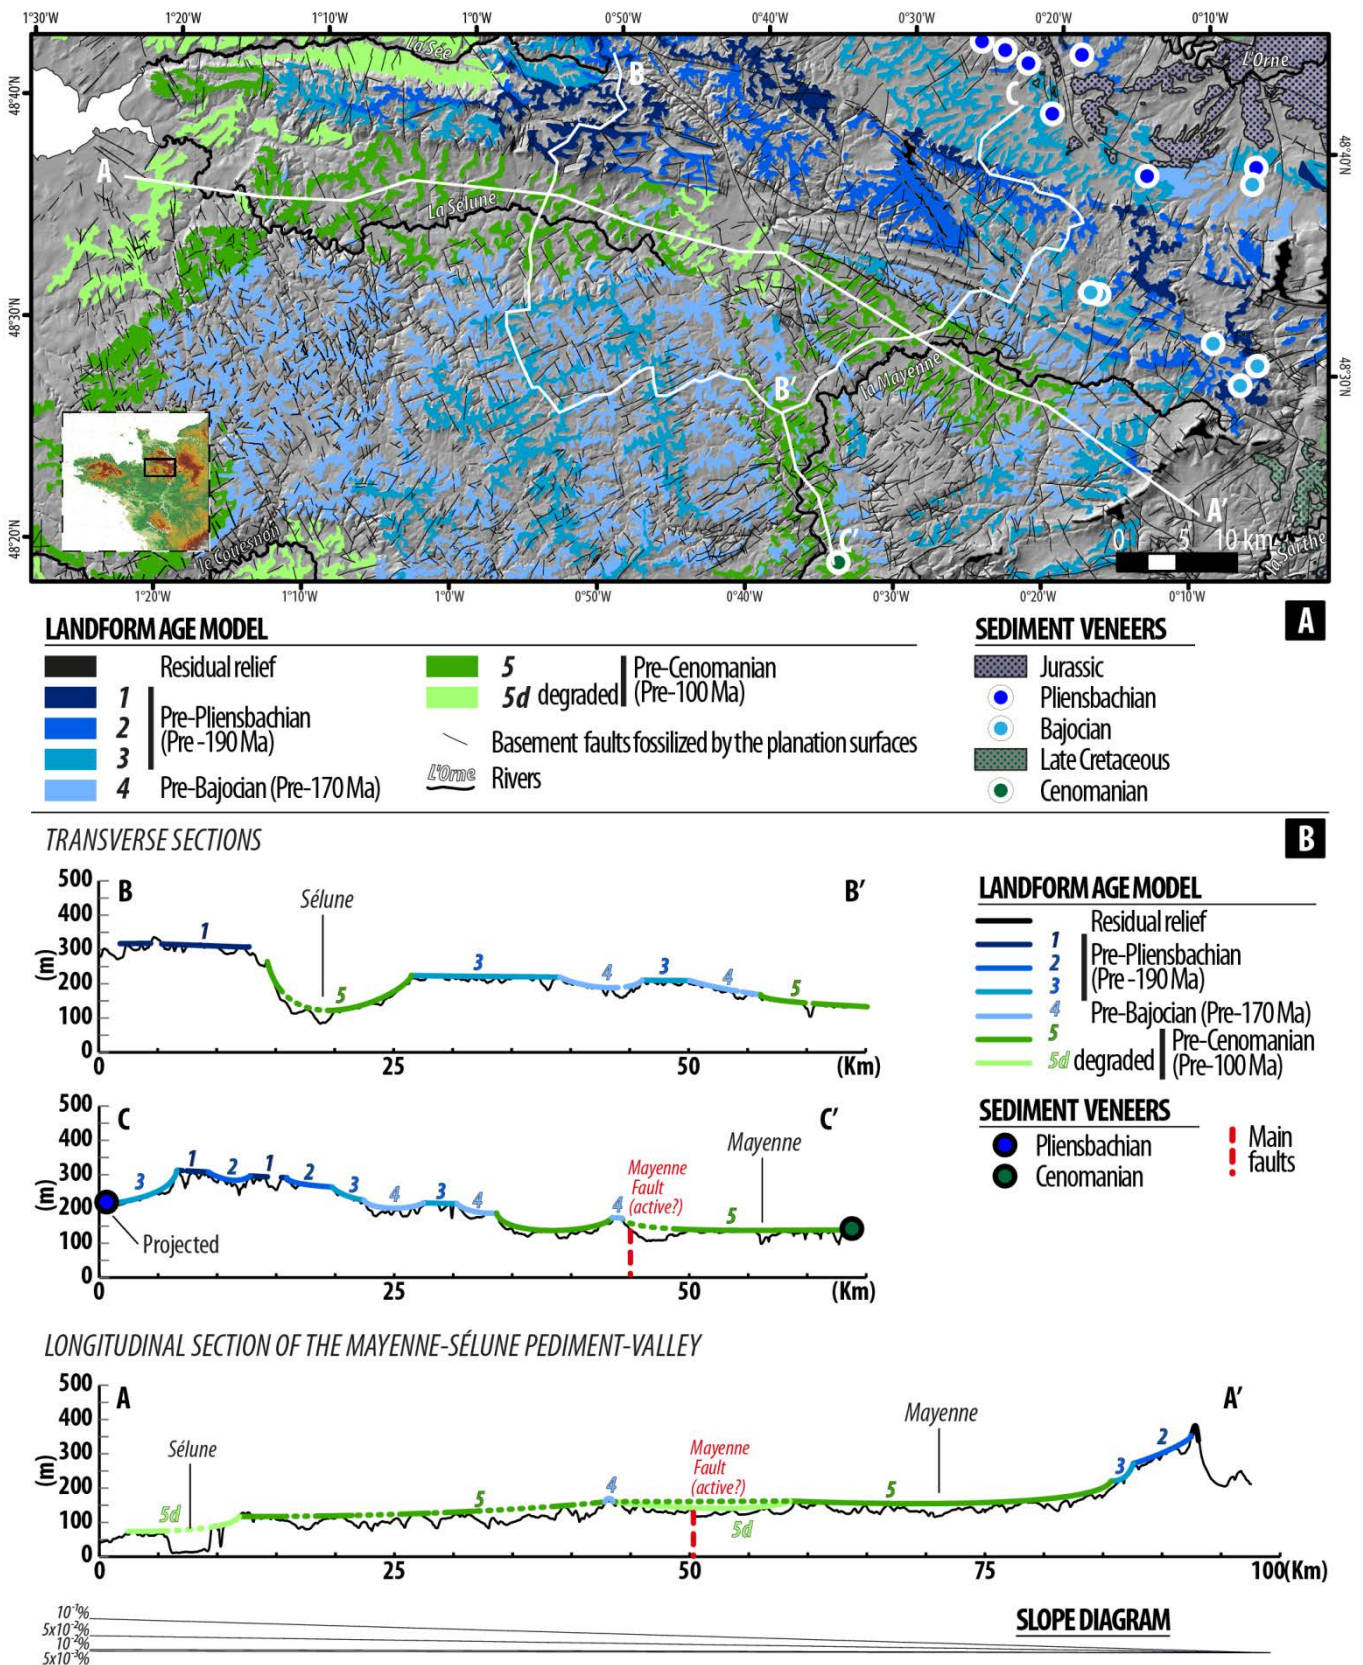 1°30'W 1°20'W 1°10'W 1°0'W 0°50'W 0°40'W 0°30'W 0°20'W 0°10'W
48°40'N
48°30'N
48°20'N
48°40'N
48°30'N
La Sée
L'Orne
B
C
A
La Sélune
la Mayenne
B'
A'
C'
le Couesnon
la Sarthe
0 5 10 km
1°20'W 1°10'W 1°0'W 0°50'W 0°40'W 0°30'W 0°20'W 0°10'W
A
LANDFORM AGE MODEL
Residual relief
1
2
3
Pre-Pliensbachian
(Pre-190 Ma)
4 Pre-Bajocian (Pre-170 Ma)
5
5d degraded
Pre-Cenomanian
(Pre-100 Ma)
Basement faults fossilized by the planation surfaces
L'Orne Rivers
SEDIMENT VENEERS
Jurassic
Pliensbachian
Bajocian
Late Cretaceous
Cenomanian
B
TRANSVERSE SECTIONS
500
400
300
200
100
0
(m)
B
B'
Sélune
1 5 3 4 3 4 5
0 25 50 (Km)
500
400
300
200
100
0
(m)
C
C'
Mayenne
Mayenne
Fault
(active?)
3 1 2 1 2 3 4 3 4 4 5
Projected
0 25 50 (Km)
LANDFORM AGE MODEL
Residual relief
1
2
3
Pre-Pliensbachian
(Pre-190 Ma)
4 Pre-Bajocian (Pre-170 Ma)
5
5d degraded
Pre-Cenomanian
(Pre-100 Ma)
SEDIMENT VENEERS
Pliensbachian
Cenomanian
Main
faults
LONGITUDINAL SECTION OF THE MAYENNE-SÉLUNE PEDIMENT-VALLEY
500
400
300
200
100
0
(m)
A
A'
Sélune
Mayenne
Mayenne
Fault
(active?)
5d 5 4 5d 5 3 2
0 25 50 75 100(Km)
10⁻¹%
5x10⁻²%
10⁻²%
5x10⁻³%
SLOPE DIAGRAM